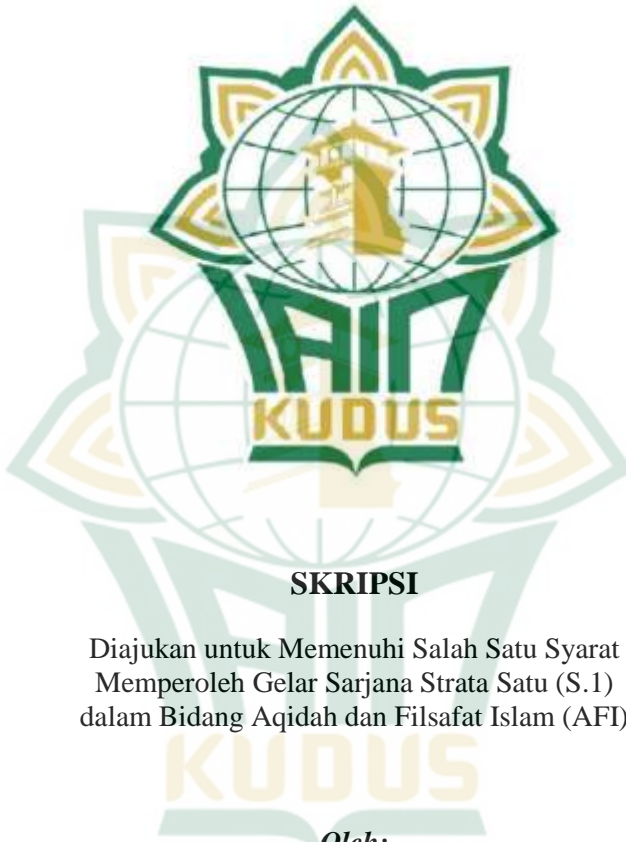 IAIN
KUDUS
SKRIPSI
Diajukan untuk Memenuhi Salah Satu Syarat
Memperoleh Gelar Sarjana Strata Satu (S.1)
dalam Bidang Aqidah dan Filsafat Islam (AFI)
KUDUS
Oleh: